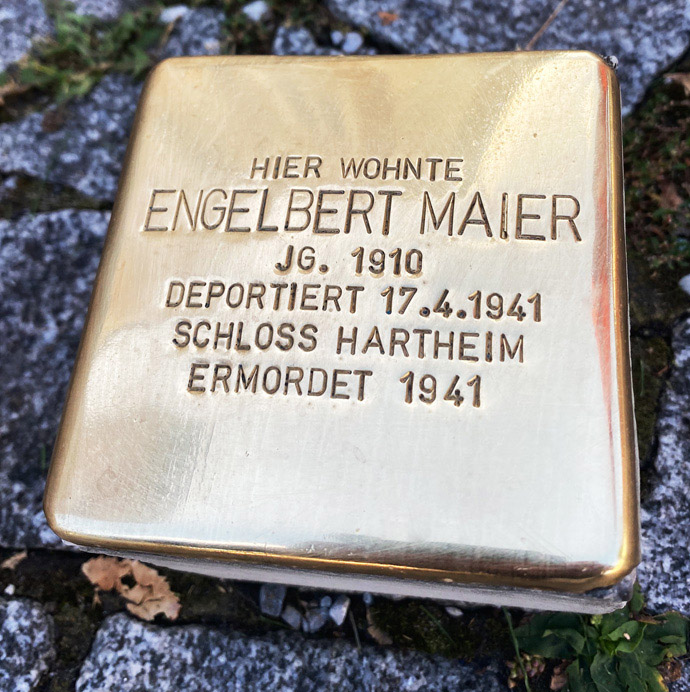 HIER WOHNTE
ENGELBERT MAIER
JG. 1910
DEPORTIERT 17.4.1941
SCHLOSS HARTHEIM
ERMORDET 1941